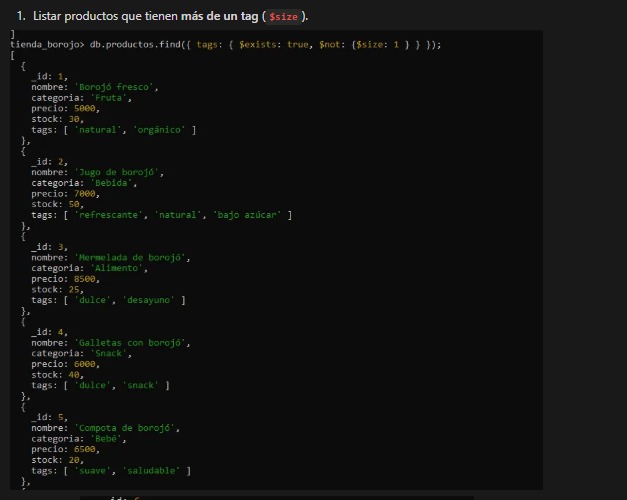 1. Listar productos que tienen más de un tag ( $size ).
]
tienda_borojo> db.productos.find({ tags: { $exists: true, $not: {$size: 1 } } });
[
{
_id: 1,
nombre: 'Borojó fresco',
categoria: 'Fruta',
precio: 5000,
stock: 30,
tags: [ 'natural', 'orgánico' ]
},
{
_id: 2,
nombre: 'Jugo de borojó',
categoria: 'Bebida',
precio: 7000,
stock: 50,
tags: [ 'refrescante', 'natural', 'bajo azúcar' ]
},
{
_id: 3,
nombre: 'Mermelada de borojó',
categoria: 'Alimento',
precio: 8500,
stock: 25,
tags: [ 'dulce', 'desayuno' ]
},
{
_id: 4,
nombre: 'Galletas con borojó',
categoria: 'Snack',
precio: 6000,
stock: 40,
tags: [ 'dulce', 'snack' ]
},
{
_id: 5,
nombre: 'Compota de borojó',
categoria: 'Bebé',
precio: 6500,
stock: 20,
tags: [ 'suave', 'saludable' ]
},